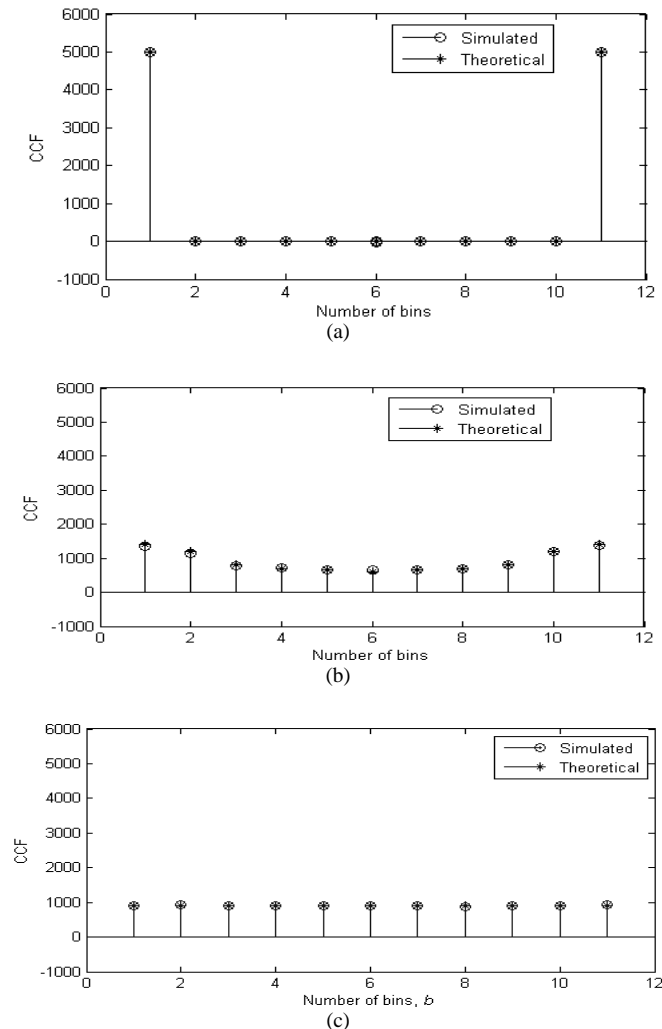 6000
5000
4000
3000
2000
1000
0
-1000
CCF
Simulated
Theoretical
0 2 4 6 8 10 12
Number of bins
(a)
6000
5000
4000
3000
2000
1000
0
-1000
CCF
Simulated
Theoretical
0 2 4 6 8 10 12
Number of bins
(b)
6000
5000
4000
3000
2000
1000
0
-1000
CCF
Simulated
Theoretical
0 2 4 6 8 10 12
Number of bins, b
(c)